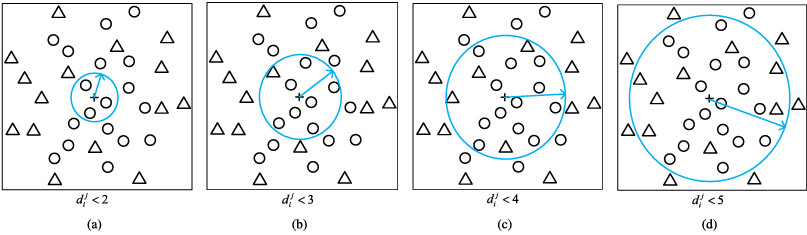 d_i^j < 2 d_i^j < 3 d_i^j < 4 d_i^j < 5
(a) (b) (c) (d)